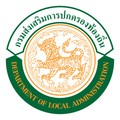 กรมส่งเสริมการปกครองท้องถิ่น
DEPARTMENT OF LOCAL ADMINISTRATION